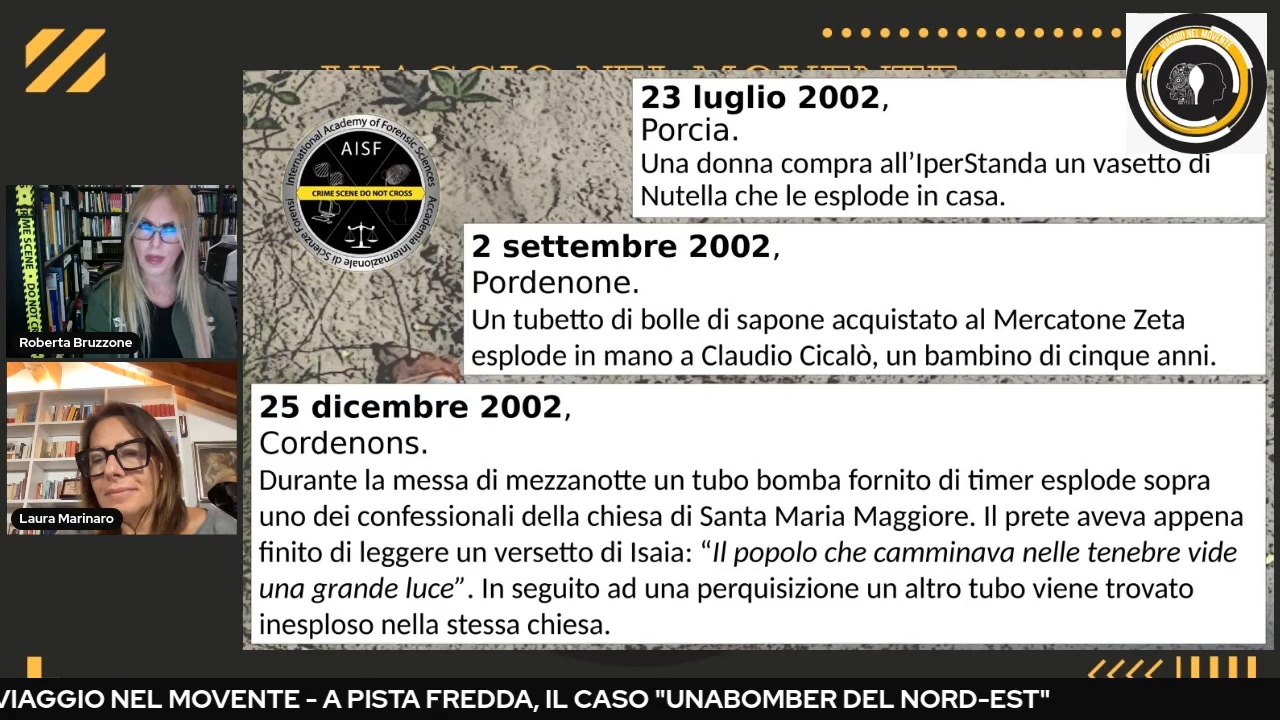 VIAGGIO NEL MOVENTE
VIAGGIO NEL MOVENTE
23 luglio 2002,
Porcia.
Una donna compra all’IperStanda un vasetto di
Nutella che le esplode in casa.
International Academy of Forensic Sciences
AISF
CRIME SCENE DO NOT CROSS
Accademia Internazionale di Scienze Forensi
2 settembre 2002,
Pordenone.
Un tubetto di bolle di sapone acquistato al Mercatone Zeta
esplode in mano a Claudio Cicalò, un bambino di cinque anni.
Roberta Bruzzone
25 dicembre 2002,
Cordenons.
Durante la messa di mezzanotte un tubo bomba fornito di timer esplode sopra
uno dei confessionali della chiesa di Santa Maria Maggiore. Il prete aveva appena
finito di leggere un versetto di Isaia: “Il popolo che camminava nelle tenebre vide
una grande luce”. In seguito ad una perquisizione un altro tubo viene trovato
inesploso nella stessa chiesa.
Laura Marinaro
VIAGGIO NEL MOVENTE - A PISTA FREDDA, IL CASO "UNABOMBER DEL NORD-EST"